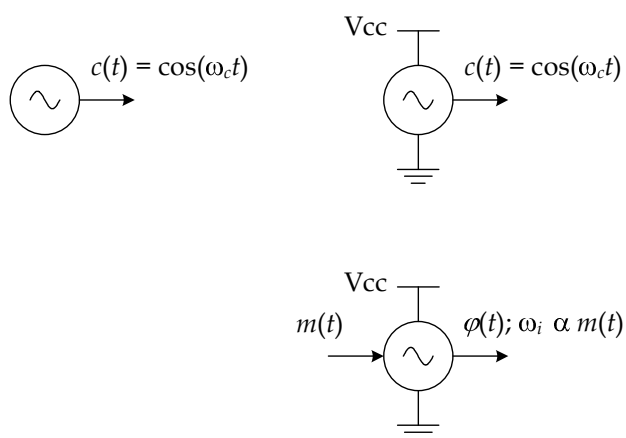 Vcc
c(t) = cos(ω_c t)
c(t) = cos(ω_c t)
Vcc
m(t)
φ(t); ω_i α m(t)